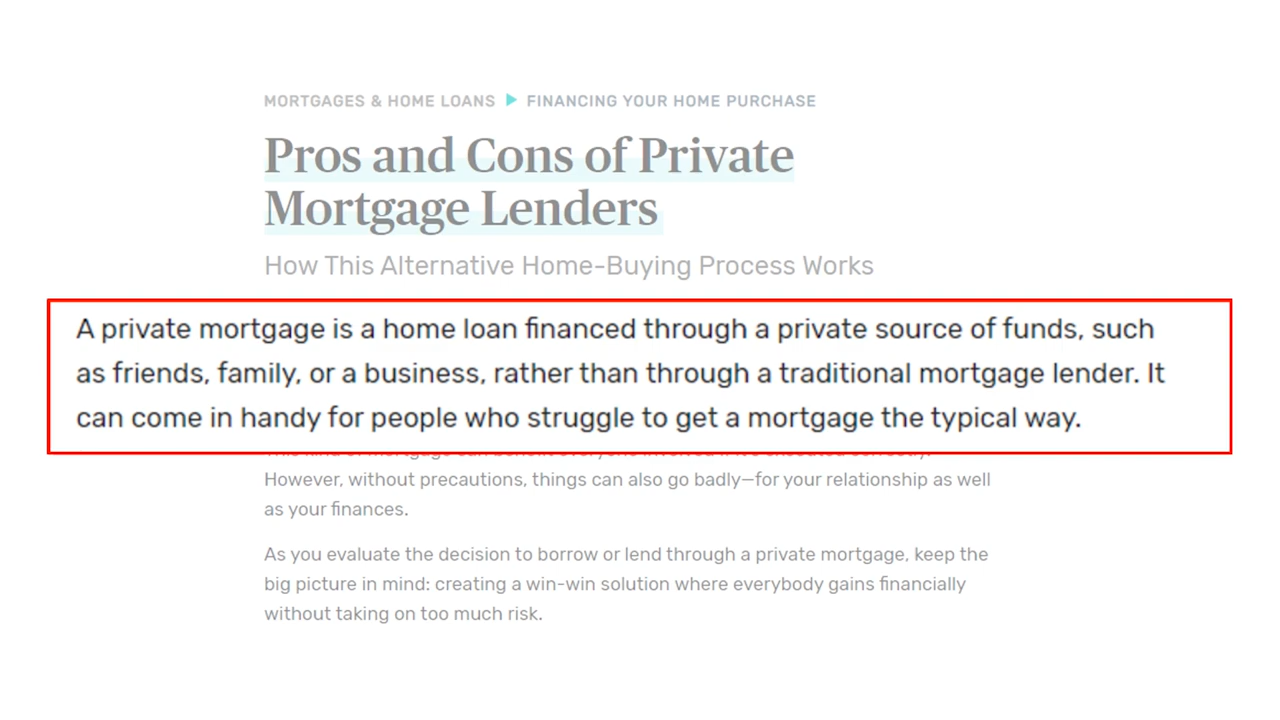 MORTGAGES & HOME LOANS ▶ FINANCING YOUR HOME PURCHASE
Pros and Cons of Private
Mortgage Lenders
How This Alternative Home-Buying Process Works
A private mortgage is a home loan financed through a private source of funds, such
as friends, family, or a business, rather than through a traditional mortgage lender. It
can come in handy for people who struggle to get a mortgage the typical way.
However, without precautions, things can also go badly—for your relationship as well
as your finances.
As you evaluate the decision to borrow or lend through a private mortgage, keep the
big picture in mind: creating a win-win solution where everybody gains financially
without taking on too much risk.